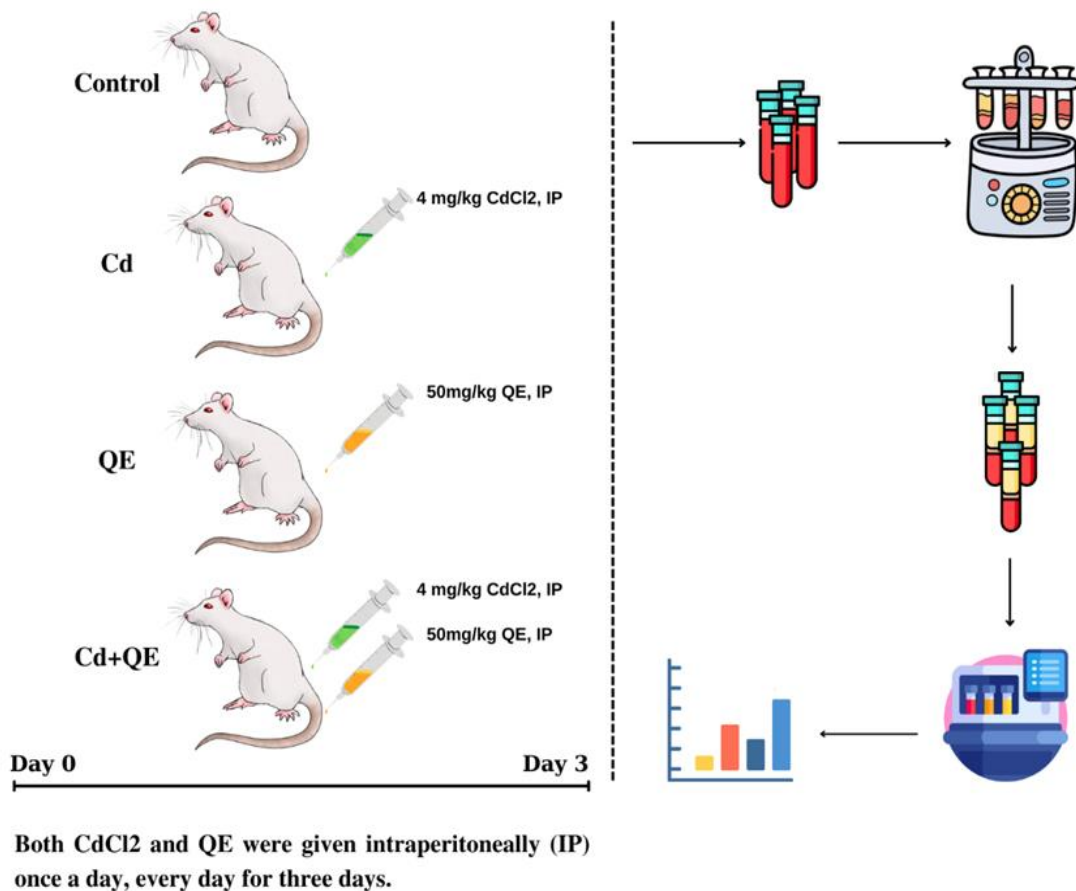 Control
4 mg/kg CdCl2, IP
Cd
50mg/kg QE, IP
QE
4 mg/kg CdCl2, IP
50mg/kg QE, IP
Cd+QE
Day 0
Day 3
Both CdCl2 and QE were given intraperitoneally (IP)
once a day, every day for three days.